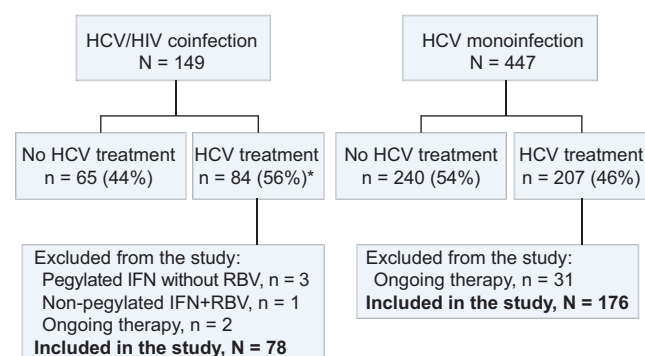 HCV/HIV coinfection
N = 149
HCV monoinfection
N = 447
No HCV treatment
n = 65 (44%)
HCV treatment
n = 84 (56%)*
No HCV treatment
n = 240 (54%)
HCV treatment
n = 207 (46%)
Excluded from the study:
Pegylated IFN without RBV, n = 3
Non-pegylated IFN+RBV, n = 1
Ongoing therapy, n = 2
Included in the study, N = 78
Excluded from the study:
Ongoing therapy, n = 31
Included in the study, N = 176